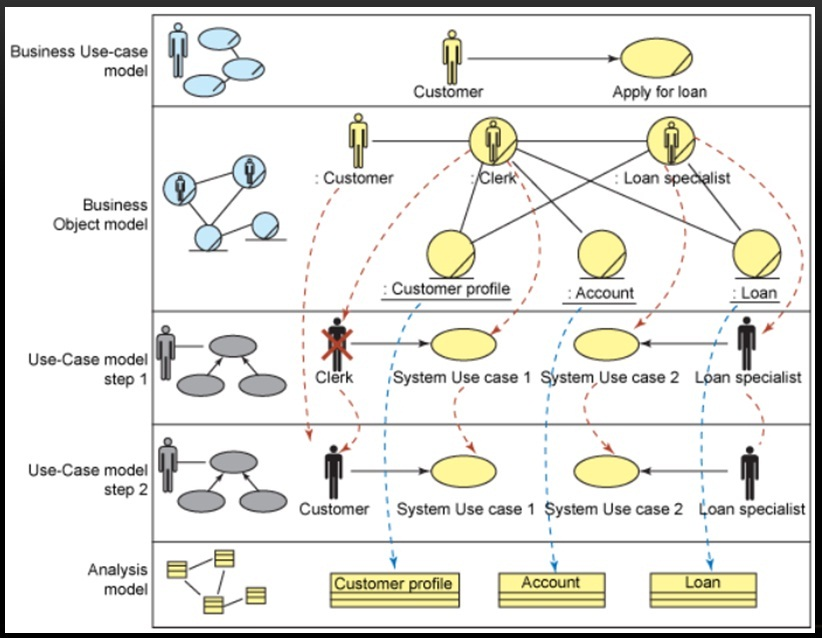 Business Use-case
model
Customer
Apply for loan
Business
Object model
: Customer
: Clerk
: Loan specialist
: Customer profile
: Account
: Loan
Use-Case model
step 1
Clerk
System Use case 1
System Use case 2
Loan specialist
Use-Case model
step 2
Customer
System Use case 1
System Use case 2
Loan specialist
Analysis
model
Customer profile
Account
Loan